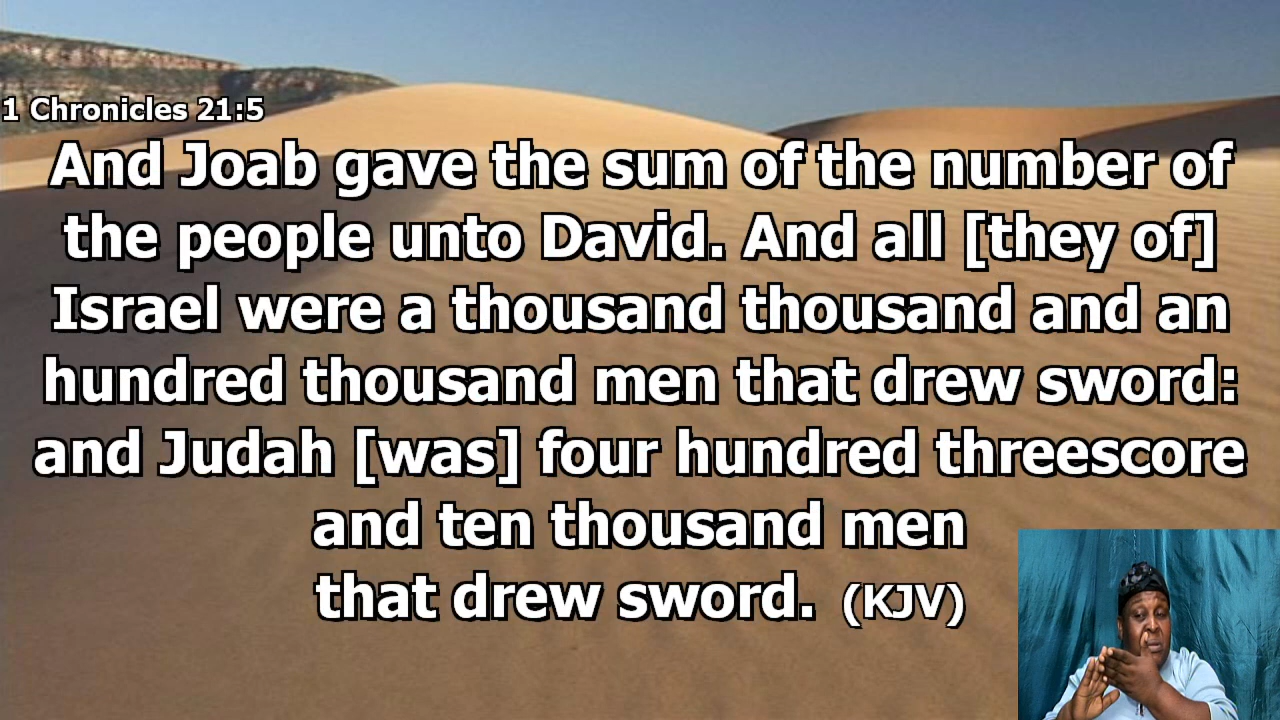 1 Chronicles 21:5
And Joab gave the sum of the number of
the people unto David. And all [they of]
Israel were a thousand thousand and an
hundred thousand men that drew sword:
and Judah [was] four hundred threescore
and ten thousand men
that drew sword. (KJV)